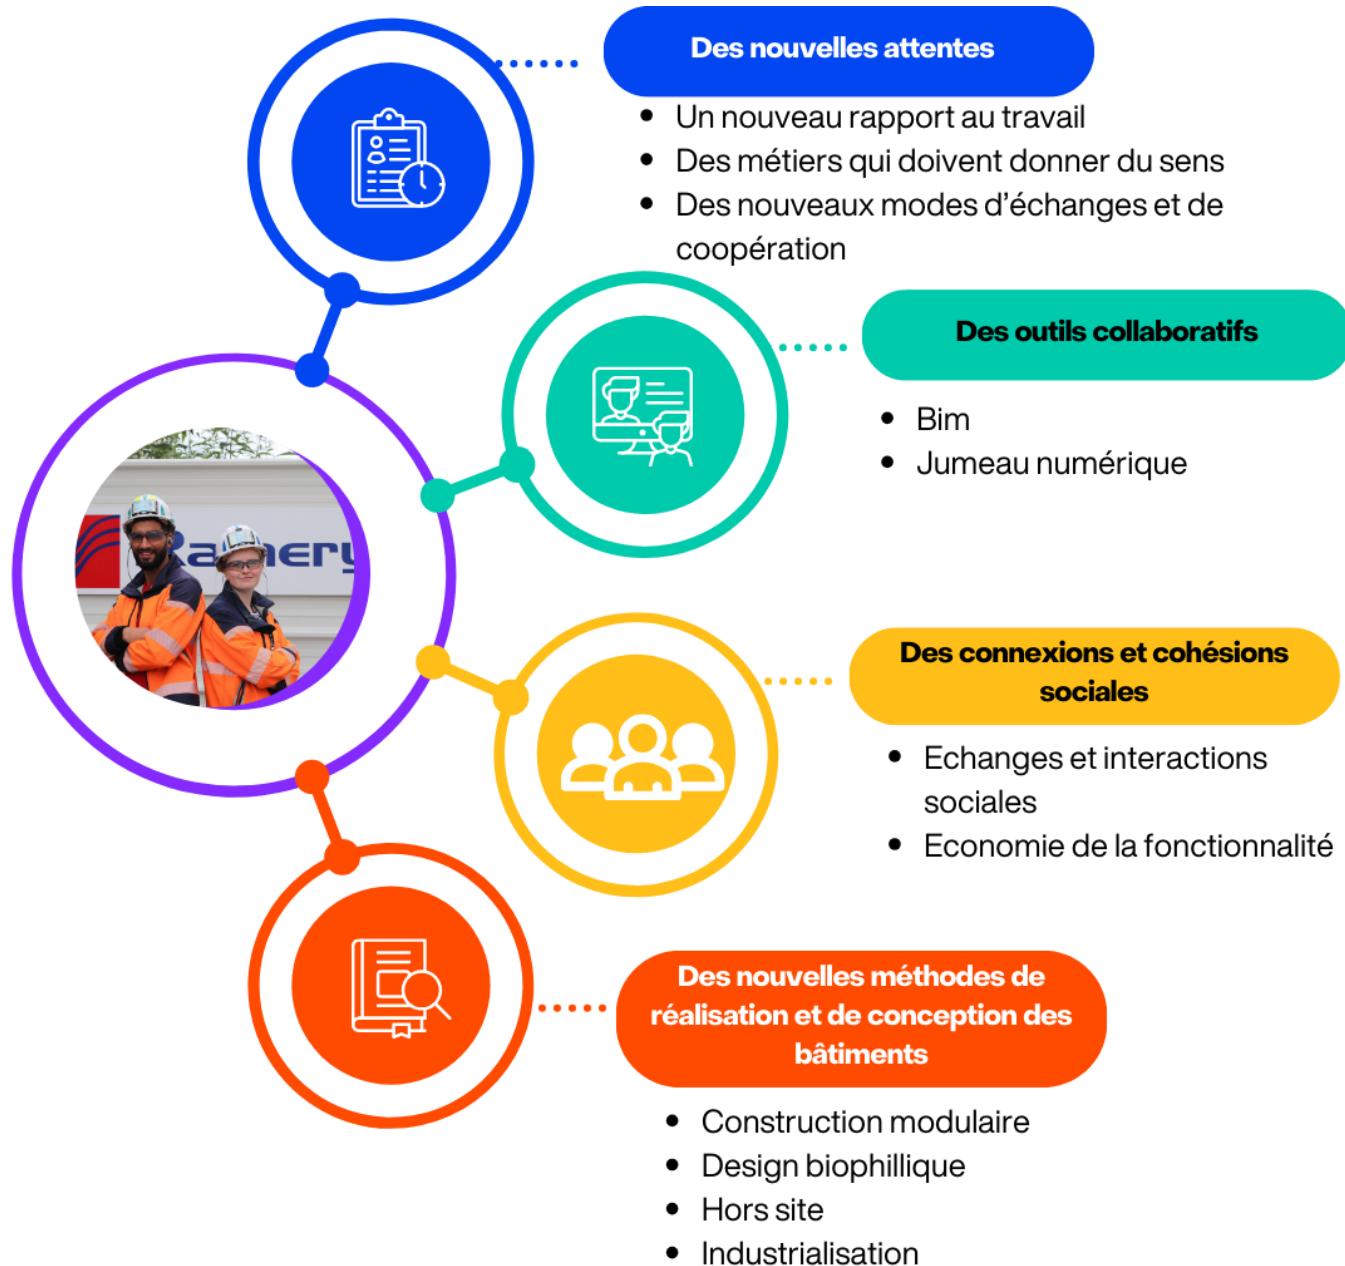 Des nouvelles attentes
• Un nouveau rapport au travail
• Des métiers qui doivent donner du sens
• Des nouveaux modes d’échanges et de
coopération
Des outils collaboratifs
• Bim
• Jumeau numérique
Ramery
Des connexions et cohésions
sociales
• Echanges et interactions
sociales
• Economie de la fonctionnalité
Des nouvelles méthodes de
réalisation et de conception des
bâtiments
• Construction modulaire
• Design biophillique
• Hors site
• Industrialisation